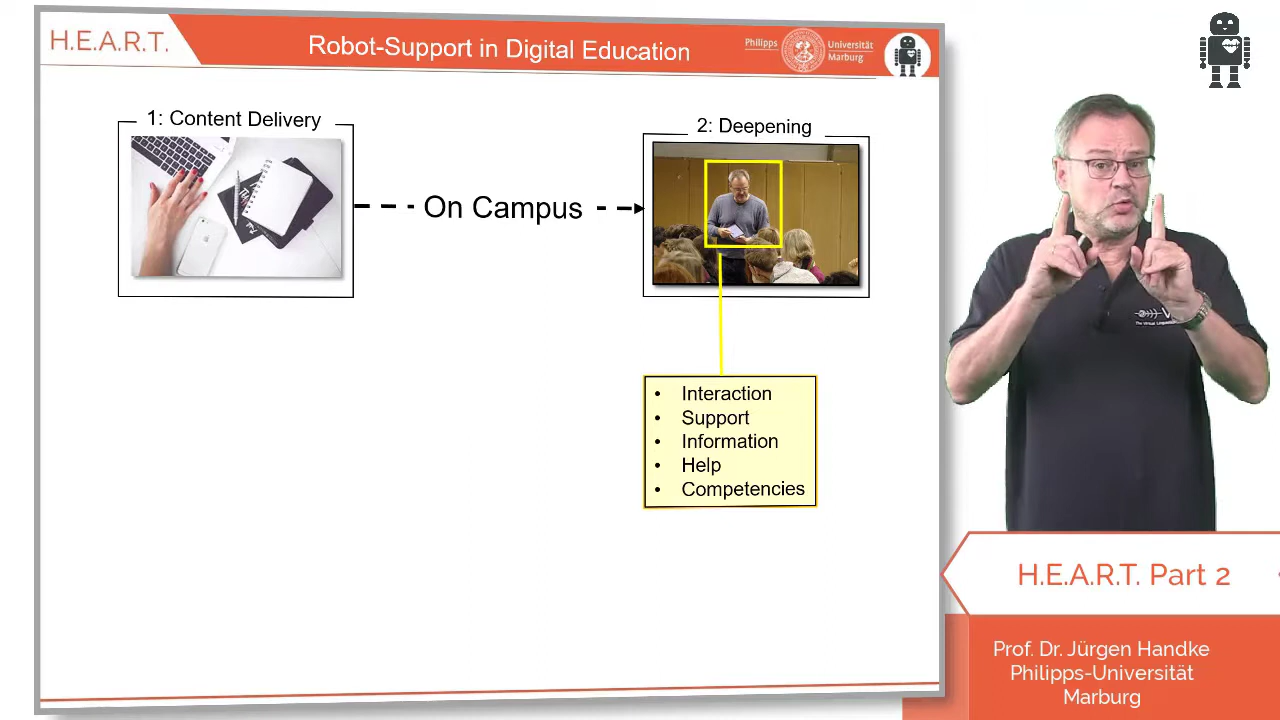 H.E.A.R.T.
Robot-Support in Digital Education
Philipps
Universität
Marburg
1: Content Delivery
2: Deepening
On Campus
• Interaction
• Support
• Information
• Help
• Competencies
H.E.A.R.T. Part 2
Prof. Dr. Jürgen Handke
Philipps-Universität
Marburg